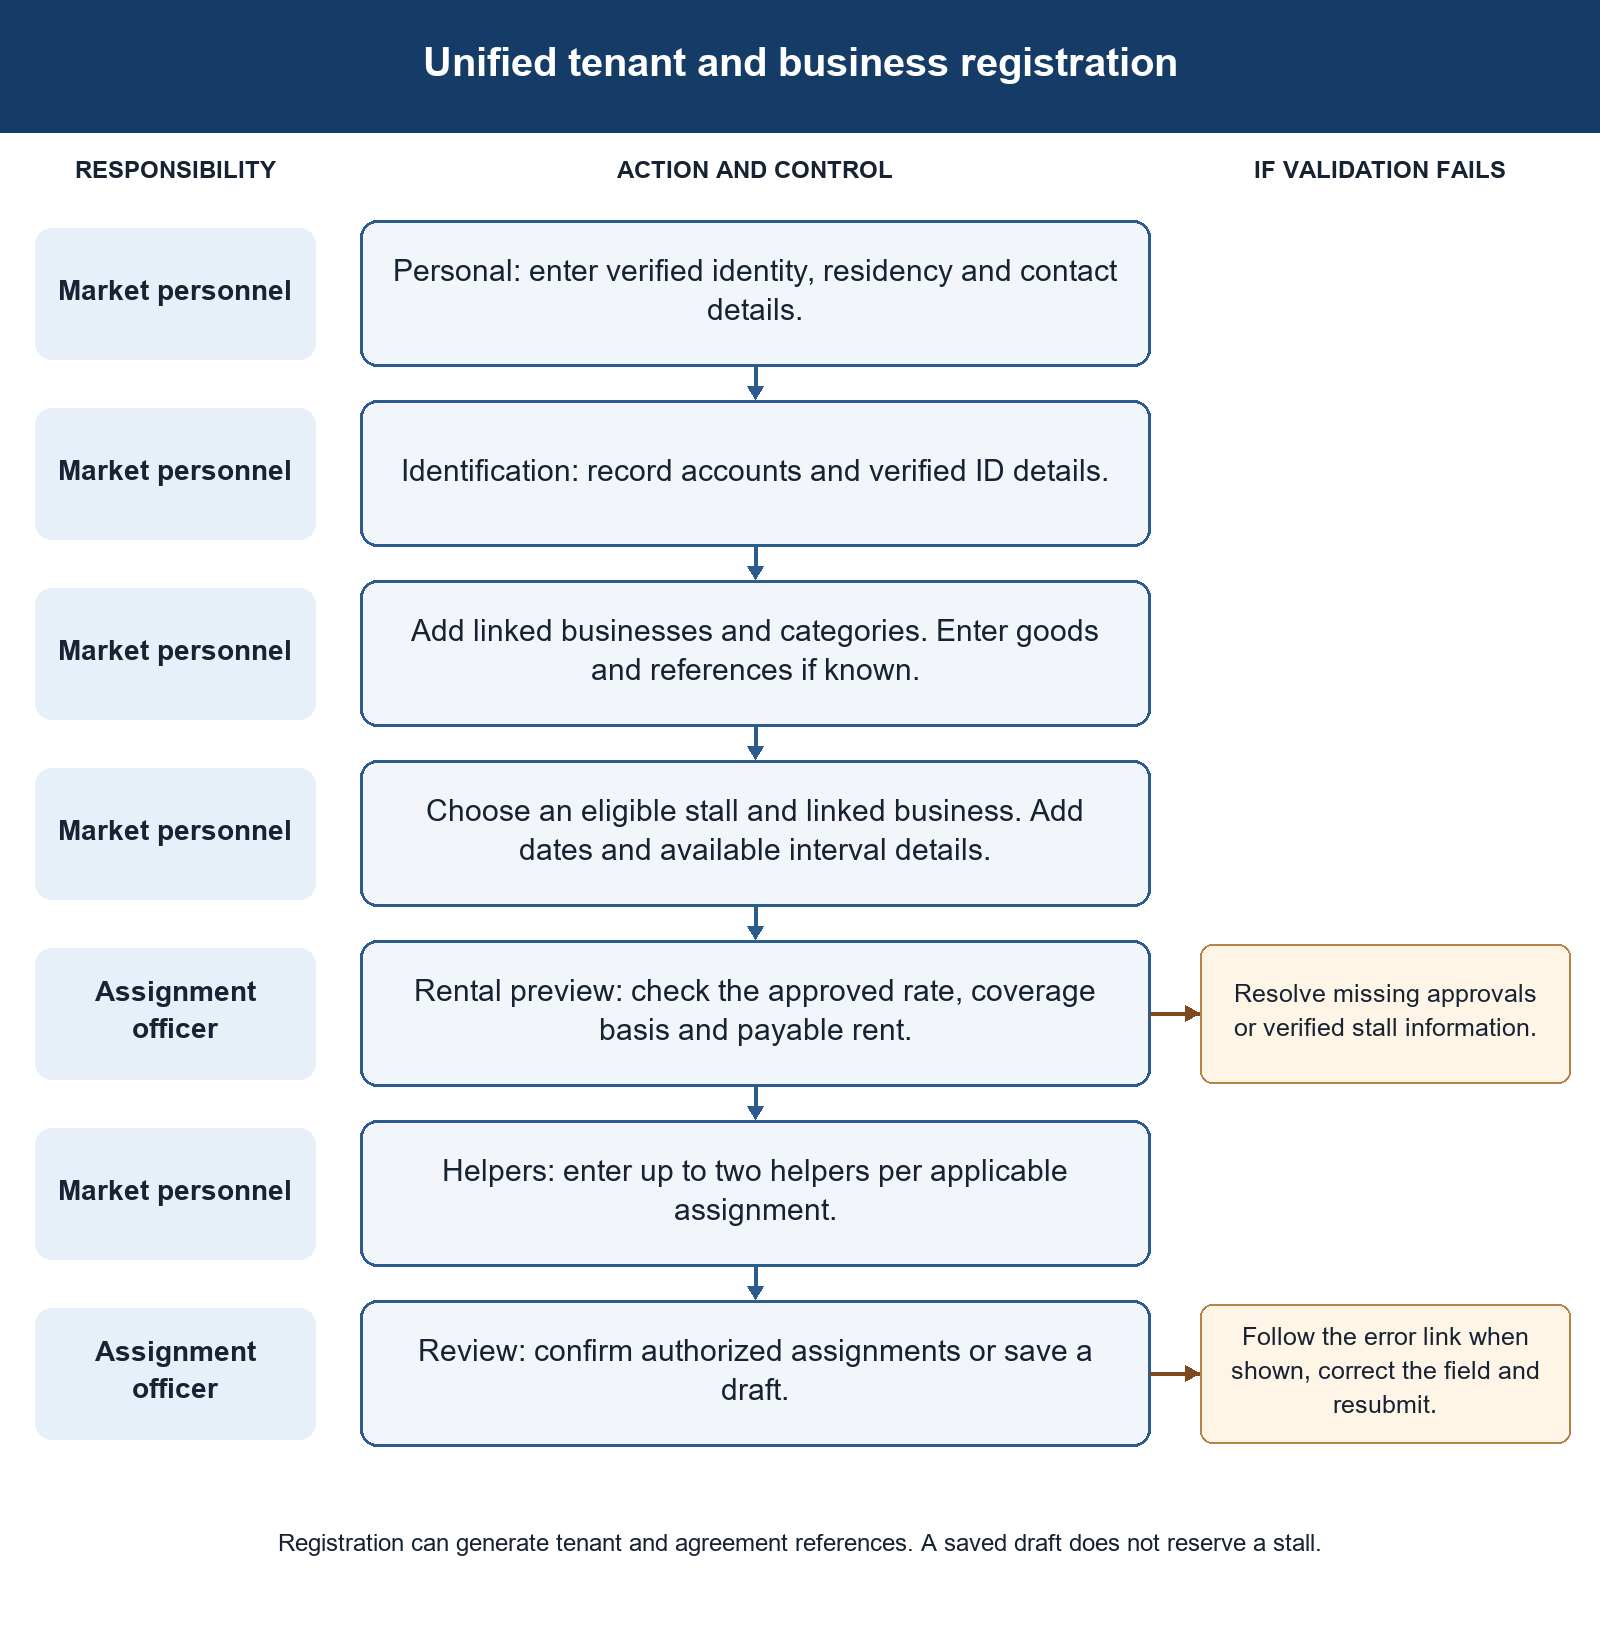 Unified tenant and business registration
RESPONSIBILITY
ACTION AND CONTROL
IF VALIDATION FAILS
Market personnel
Personal: enter verified identity, residency and contact
details.
Market personnel
Identification: record accounts and verified ID details.
Market personnel
Add linked businesses and categories. Enter goods
and references if known.
Market personnel
Choose an eligible stall and linked business. Add
dates and available interval details.
Assignment
officer
Rental preview: check the approved rate, coverage
basis and payable rent.
Resolve missing approvals
or verified stall information.
Market personnel
Helpers: enter up to two helpers per applicable
assignment.
Assignment
officer
Review: confirm authorized assignments or save a
draft.
Follow the error link when
shown, correct the field and
resubmit.
Registration can generate tenant and agreement references. A saved draft does not reserve a stall.